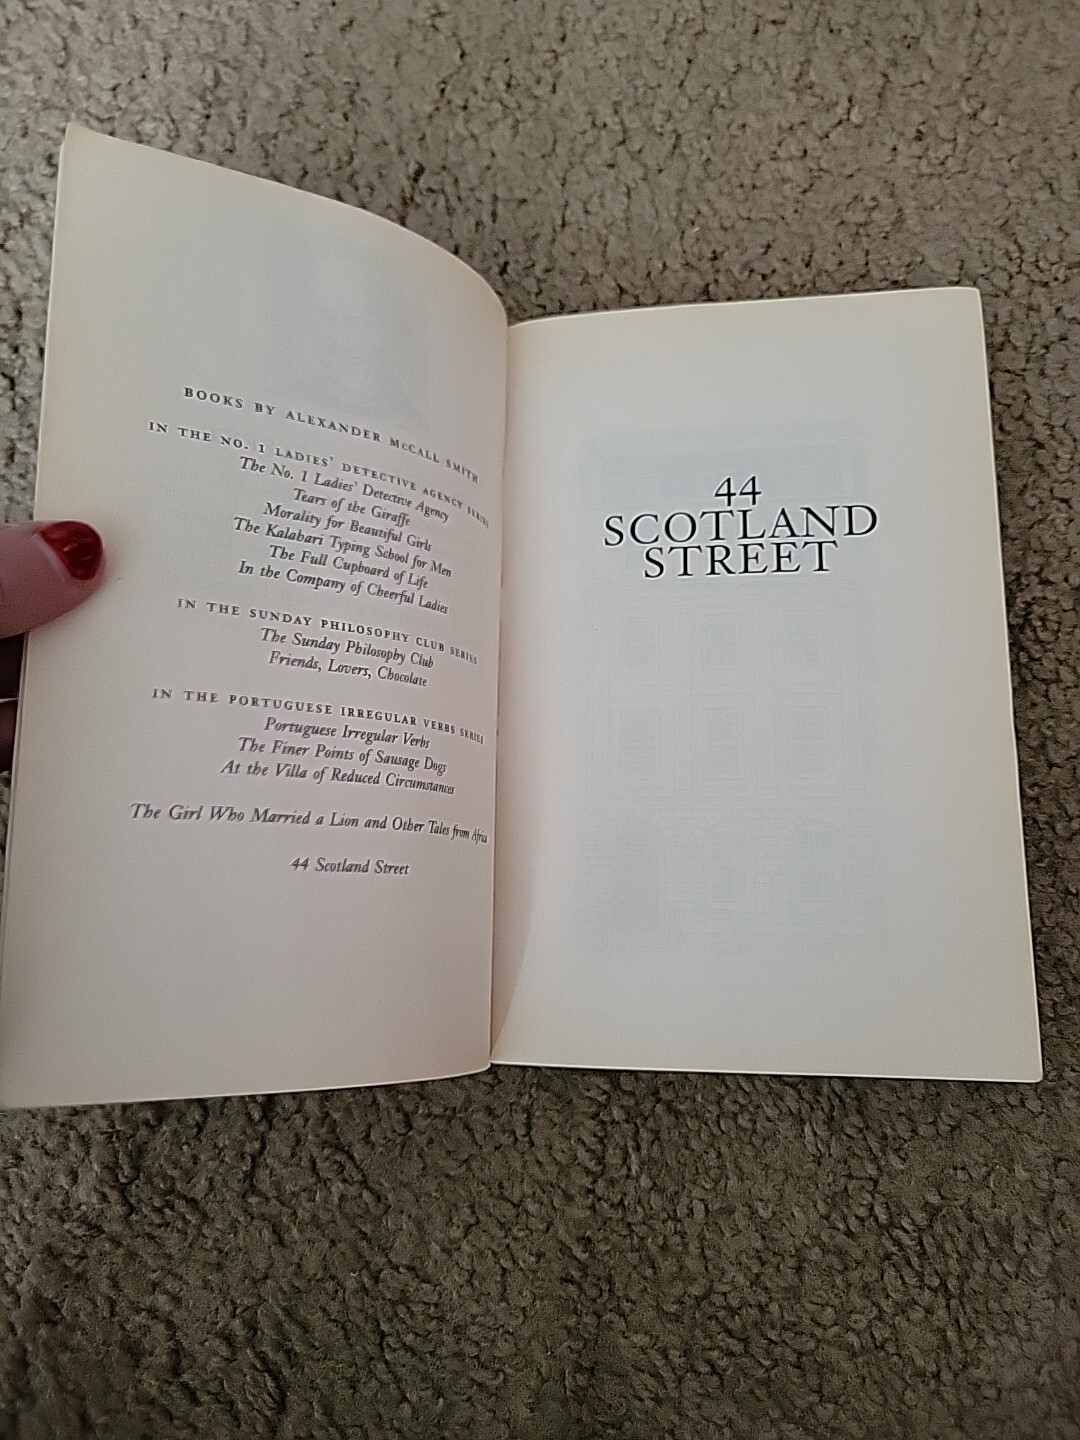 BOOKS BY ALEXANDER McCALL SMITH
IN THE NO. 1 LADIES' DETECTIVE AGENCY SERIES
The No. 1 Ladies' Detective Agency
Tears of the Giraffe
Morality for Beautiful Girls
The Kalahari Typing School for Men
The Full Cupboard of Life
In the Company of Cheerful Ladies
IN THE SUNDAY PHILOSOPHY CLUB SERIES
The Sunday Philosophy Club
Friends, Lovers, Chocolate
IN THE PORTUGUESE IRREGULAR VERBS SERIES
Portuguese Irregular Verbs
The Finer Points of Sausage Dogs
At the Villa of Reduced Circumstances
The Girl Who Married a Lion and Other Tales from Africa
44 Scotland Street
44
SCOTLAND
STREET